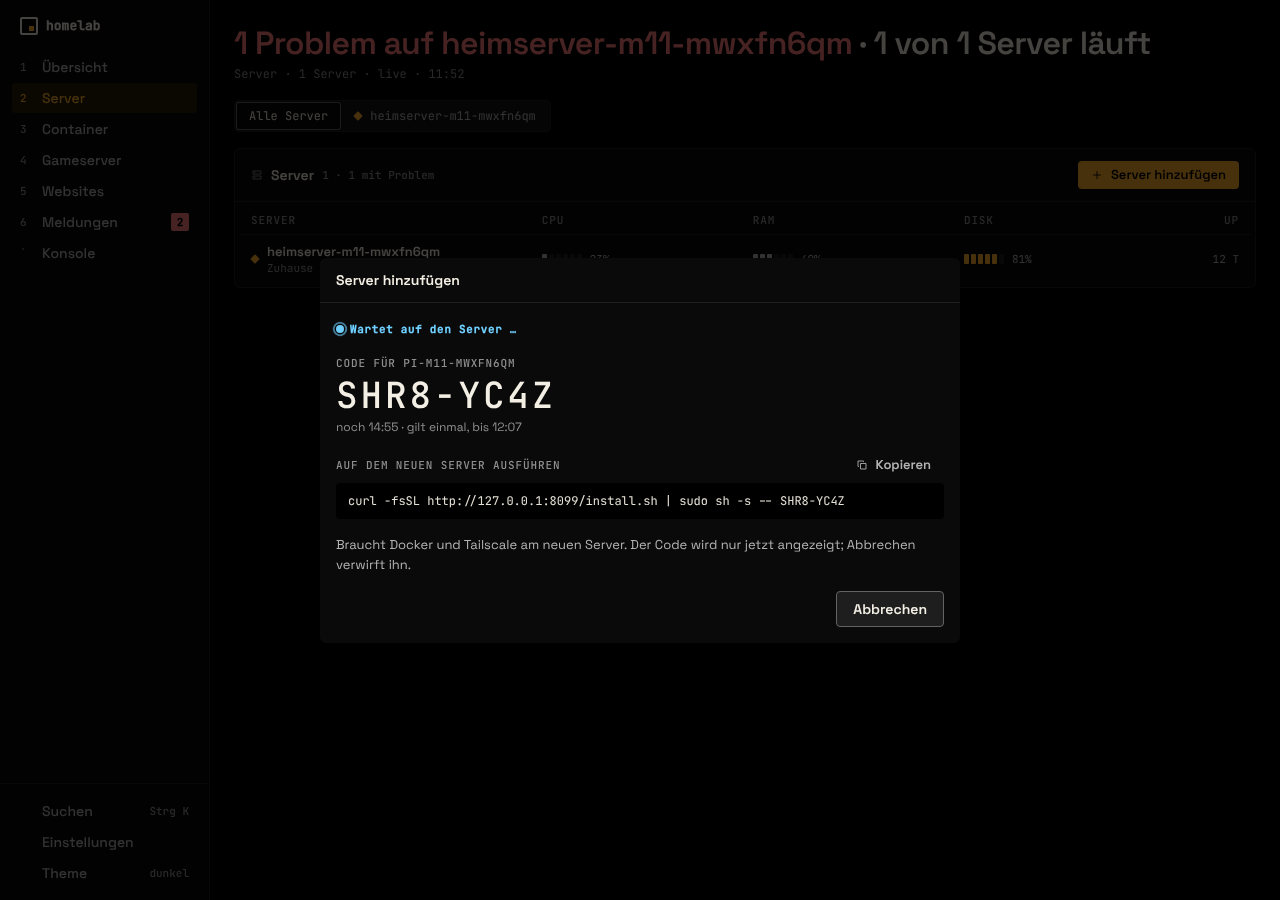 homelab
1 Übersicht
2 Server
3 Container
4 Gameserver
5 Websites
6 Meldungen 2
` Konsole
Suchen Strg K
Einstellungen
Theme dunkel
1 Problem auf heimserver-m11-mwxfn6qm · 1 von 1 Server läuft
Server · 1 Server · live · 11:52
Alle Server heimserver-m11-mwxfn6qm
Server 1 · 1 mit Problem + Server hinzufügen
SERVER CPU RAM DISK UP
heimserver-m11-mwxfn6qm 81% 12 T
Zuhause
Server hinzufügen
Wartet auf den Server …
CODE FÜR PI-M11-MWXFN6QM
SHR8-YC4Z
noch 14:55 · gilt einmal, bis 12:07
AUF DEM NEUEN SERVER AUSFÜHREN Kopieren
curl -fsSL http://127.0.0.1:8099/install.sh | sudo sh -s -- SHR8-YC4Z
Braucht Docker und Tailscale am neuen Server. Der Code wird nur jetzt angezeigt; Abbrechen
verwirft ihn.
Abbrechen